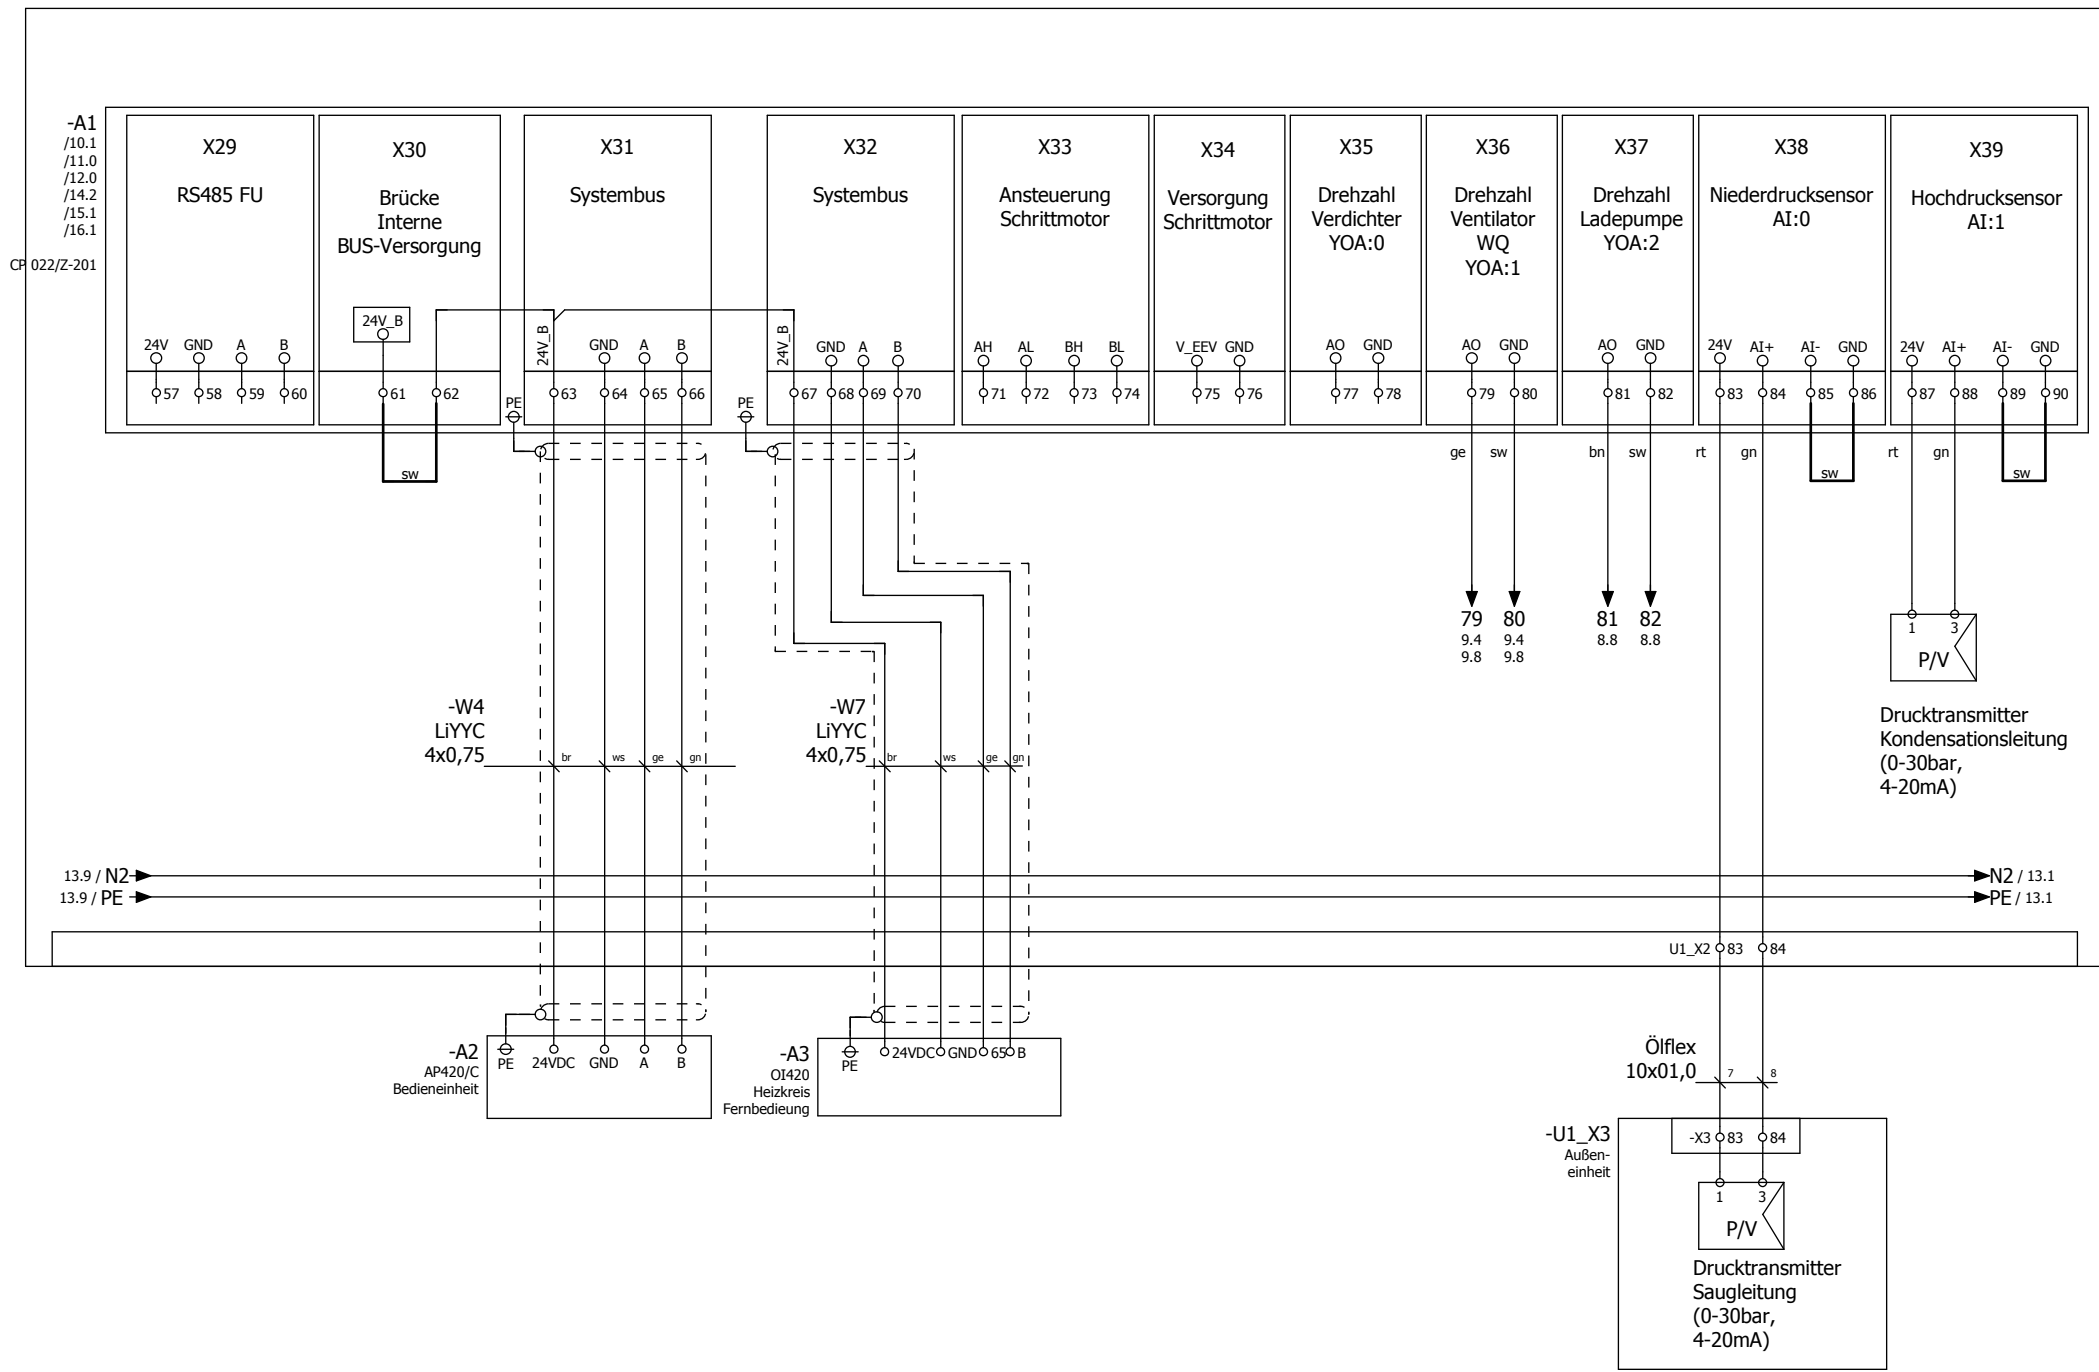 -A1
/10.1
/11.0
/12.0
/14.2
/15.1
/16.1
CP 022/Z-201
X29
RS485 FU
24V GND A B
57 58 59 60
X30
Brücke
Interne
BUS-Versorgung
24V_B
61 62
sw
X31
Systembus
24V_B GND A B
PE 63 64 65 66
X32
Systembus
24V_B GND A B
PE 67 68 69 70
X33
Ansteuerung
Schrittmotor
AH AL BH BL
71 72 73 74
X34
Versorgung
Schrittmotor
V_EEV GND
75 76
X35
Drehzahl
Verdichter
YOA:0
AO GND
77 78
X36
Drehzahl
Ventilator
WQ
YOA:1
AO GND
79 80
ge sw
79 80
9.4 9.4
9.8 9.8
X37
Drehzahl
Ladepumpe
YOA:2
AO GND
81 82
bn sw
81 82
8.8 8.8
X38
Niederdrucksensor
AI:0
24V AI+ AI- GND
83 84 85 86
rt gn sw
X39
Hochdrucksensor
AI:1
24V AI+ AI- GND
87 88 89 90
rt gn sw
1 3
P/V
Drucktransmitter
Kondensationsleitung
(0-30bar,
4-20mA)
-W4
LiYYC
4x0,75
br ws ge gn
-W7
LiYYC
4x0,75
br ws ge gn
13.9 / N2 N2 / 13.1
13.9 / PE PE / 13.1
U1_X2 83 84
-A2
AP420/C
Bedieneinheit
PE 24VDC GND A B
-A3
OI420
Heizkreis
Fernbedieung
PE 24VDC GND 65 B
Ölflex
10x01,0
7 8
-U1_X3
Außen-
einheit
-X3 83 84
1 3
P/V
Drucktransmitter
Saugleitung
(0-30bar,
4-20mA)